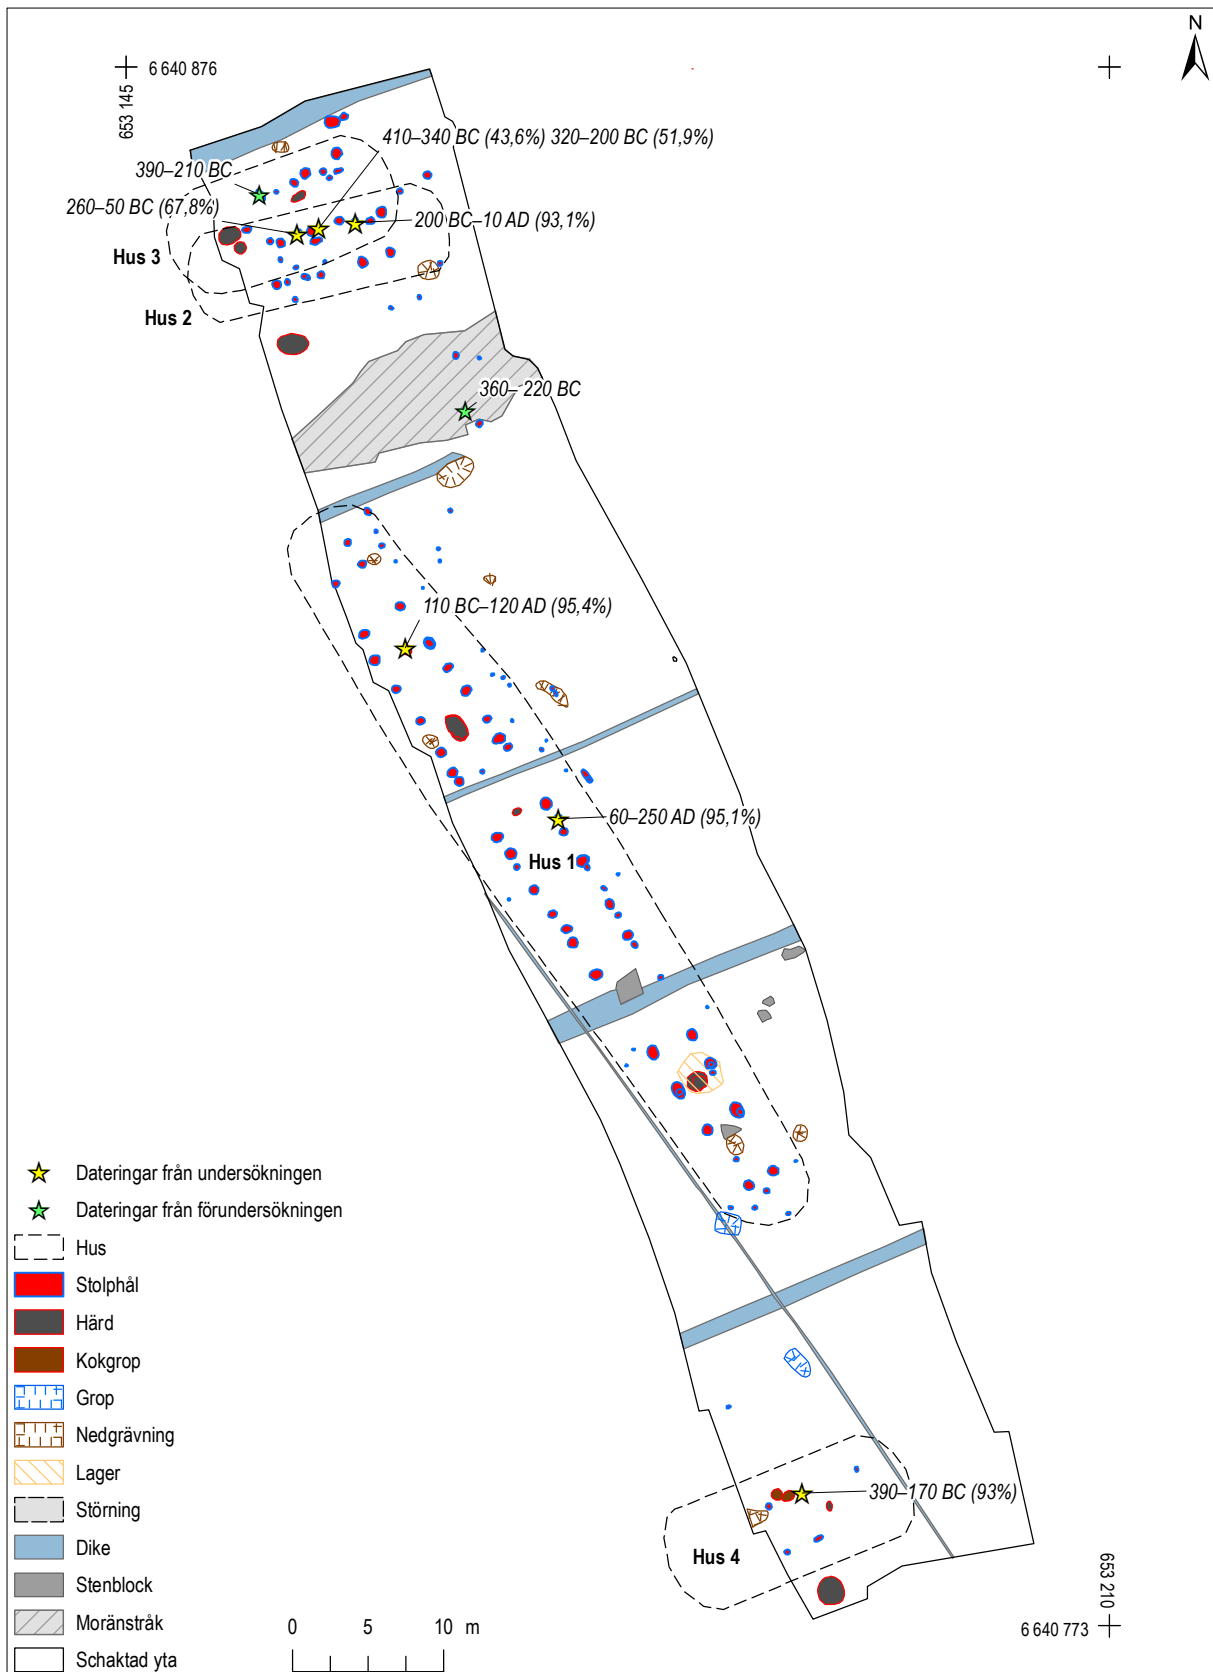 N
6 640 876
653 145
410–340 BC (43,6%) 320–200 BC (51,9%)
390–210 BC
260–50 BC (67,8%)
200 BC–10 AD (93,1%)
Hus 3
Hus 2
360– 220 BC
110 BC–120 AD (95,4%)
60–250 AD (95,1%)
Hus 1
390–170 BC (93%)
Hus 4
653 210
6 640 773
Dateringar från undersökningen
Dateringar från förundersökningen
Hus
Stolphål
Härd
Kokgrop
Grop
Nedgrävning
Lager
Störning
Dike
Stenblock
Moränstråk
Schaktad yta
0 5 10 m